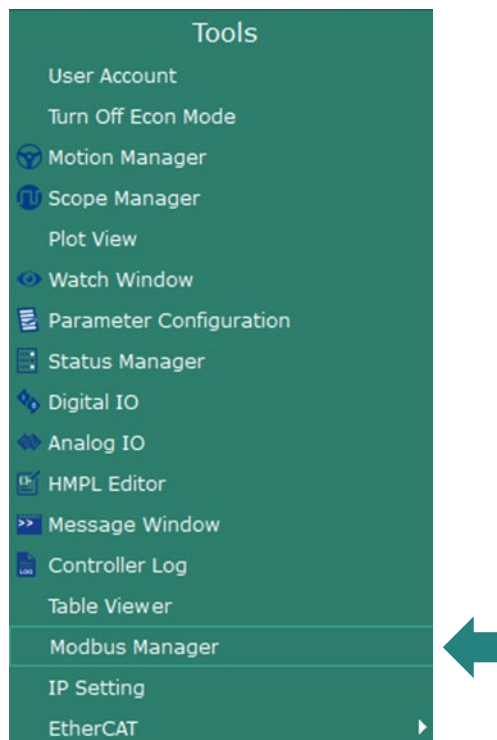 Tools
User Account
Turn Off Econ Mode
Motion Manager
Scope Manager
Plot View
Watch Window
Parameter Configuration
Status Manager
Digital IO
Analog IO
HMPL Editor
Message Window
Controller Log
Table Viewer
Modbus Manager
IP Setting
EtherCAT